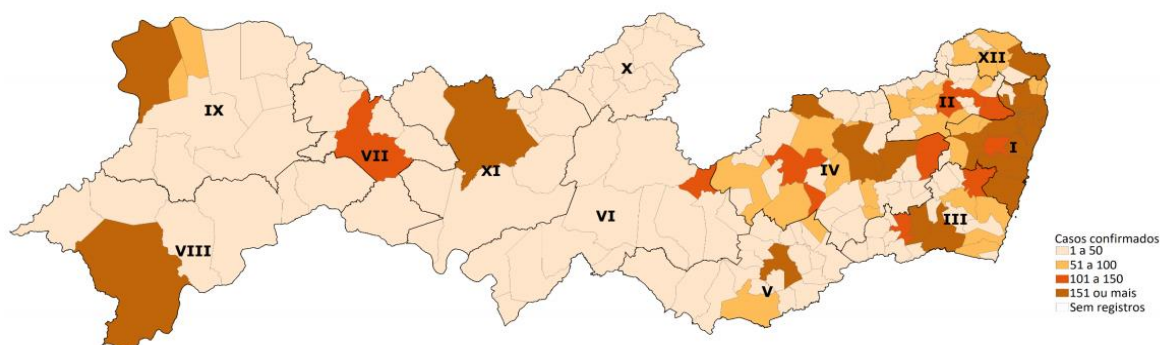 X
XII
IX
II
VII
I
XI
IV
VI
III
VIII
V
Casos confirmados
1 a 50
51 a 100
101 a 150
151 ou mais
Sem registros